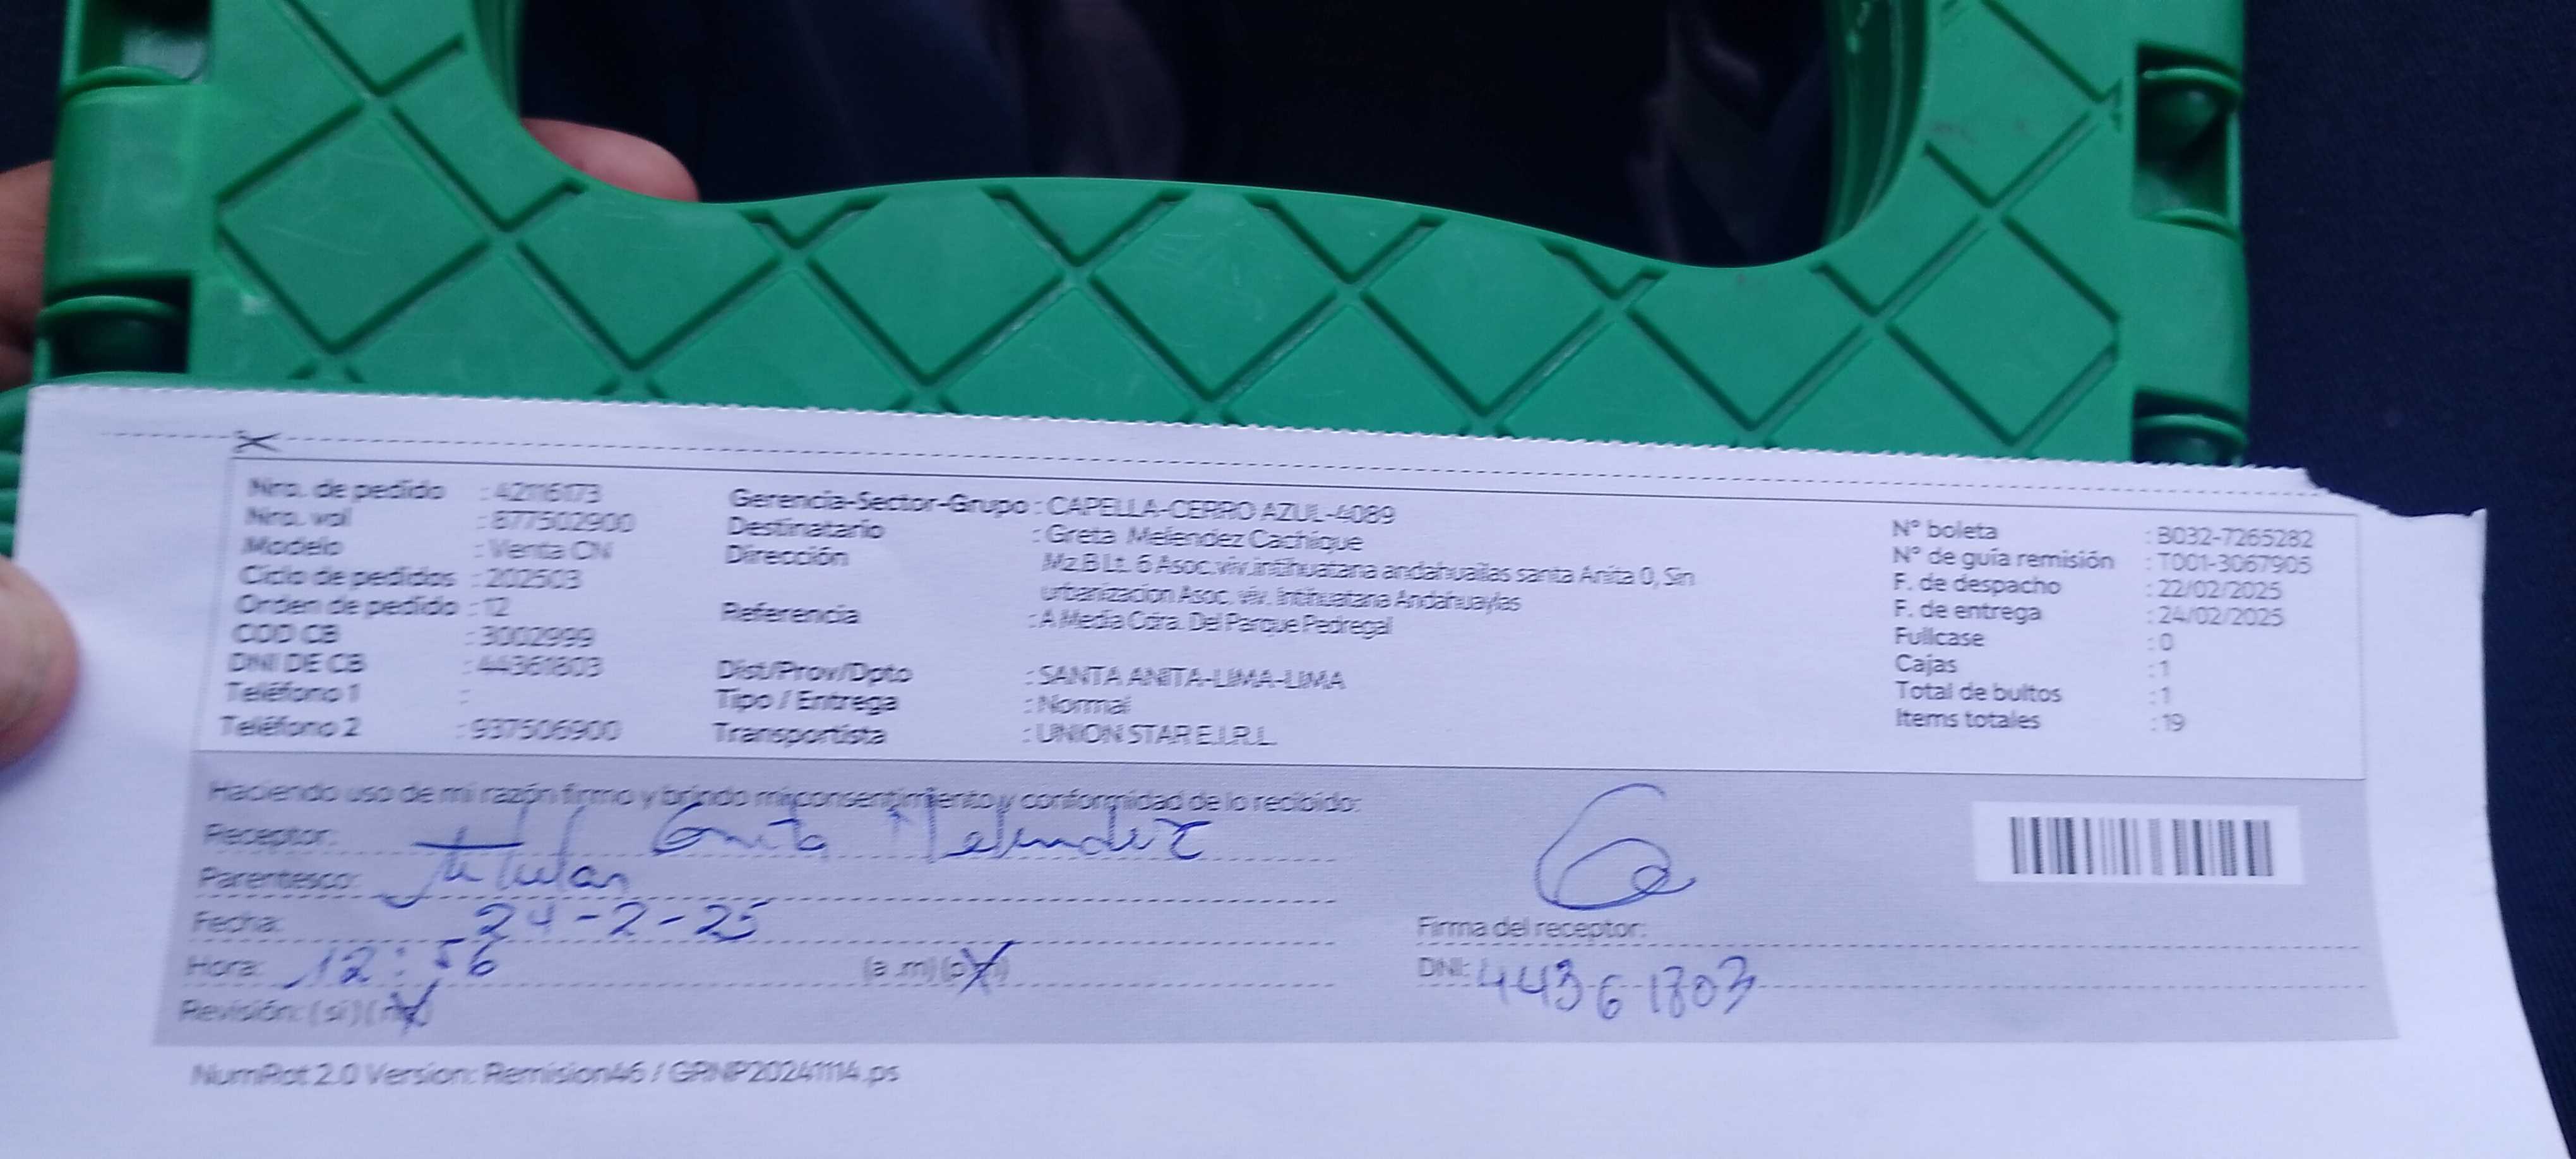 Nro. de pedido : 42116173
Nro. val : 877502900
Modelo : Venta CN
Ciclo de pedidos : 202503
Orden de pedido : 12
COD CB : 3002999
DNI DE CB : 44361803
Teléfono 1 :
Teléfono 2 : 937506900
Gerencia-Sector-Grupo : CAPELLA-CERRO AZUL-4089
Destinatario : Greta Melendez Cachique
Dirección Mz.B Lt. 6 Asoc.viv.intihuatana andahuailas santa Anita 0, Sin
urbanizacion Asoc. viv. Intihuatana Andahuaylas
Referencia : A Media Cdra. Del Parque Pedregal
Dist/Prov/Dpto : SANTA ANITA-LIMA-LIMA
Tipo / Entrega : Normal
Transportista : UNION STAR E.I.R.L.
N° boleta : B032-7265282
N° de guía remisión : T001-3067905
F. de despacho : 22/02/2025
F. de entrega : 24/02/2025
Fullcase : 0
Cajas : 1
Total de bultos : 1
Items totales : 19
Haciendo uso de mi razón firmo y brindo mi consentimiento y conformidad de lo recibido:
Receptor: Greta Melendez
Parentesco: titular
Fecha: 24-2-25
Hora: 12:56 (a.m) (p.m)
Revisión: (si) (no)
Firma del receptor:
DNI: 44361803
NumRot 2.0 Version: Remision46 / GRNP20241114.ps